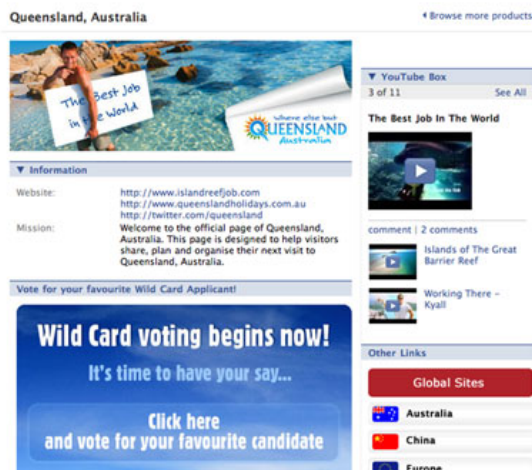 Queensland, Australia
Browse more products
The Best Job
in the World
where else but
QUEENSLAND
Australia
Information
Website:
http://www.islandreefjob.com
http://www.queenslandholidays.com.au
http://twitter.com/queensland
Mission:
Welcome to the official page of Queensland,
Australia. This page is designed to help visitors
share, plan and organise their next visit to
Queensland, Australia.
Vote for your favourite Wild Card Applicant!
Wild Card voting begins now!
It's time to have your say...
Click here
and vote for your favourite candidate
YouTube Box
3 of 11 See All
The Best Job In The World
comment | 2 comments
Islands of The Great
Barrier Reef
Working There -
Kyall
Other Links
Global Sites
Australia
China
Europe